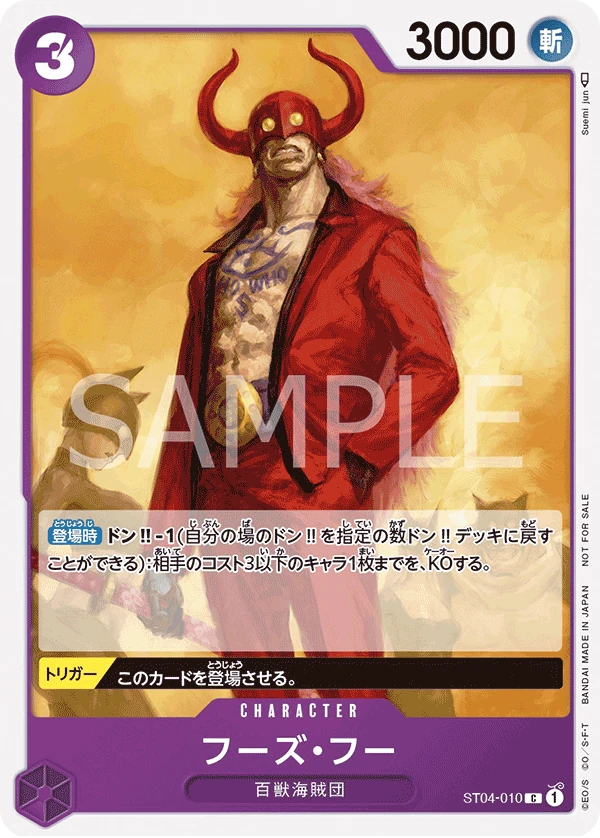 3
3000 斬
Suemi jun
WHO WHO
SAMPLE
登場時 ドン‼-1(自分の場のドン‼を指定の数ドン‼デッキに戻す
ことができる):相手のコスト3以下のキャラ1枚までを、KOする。
トリガー このカードを登場させる。
CHARACTER
フーズ・フー
百獣海賊団
ST04-010 C 1
©E.O/S ©O/S・F・T BANDAI MADE IN JAPAN NOT FOR SALE